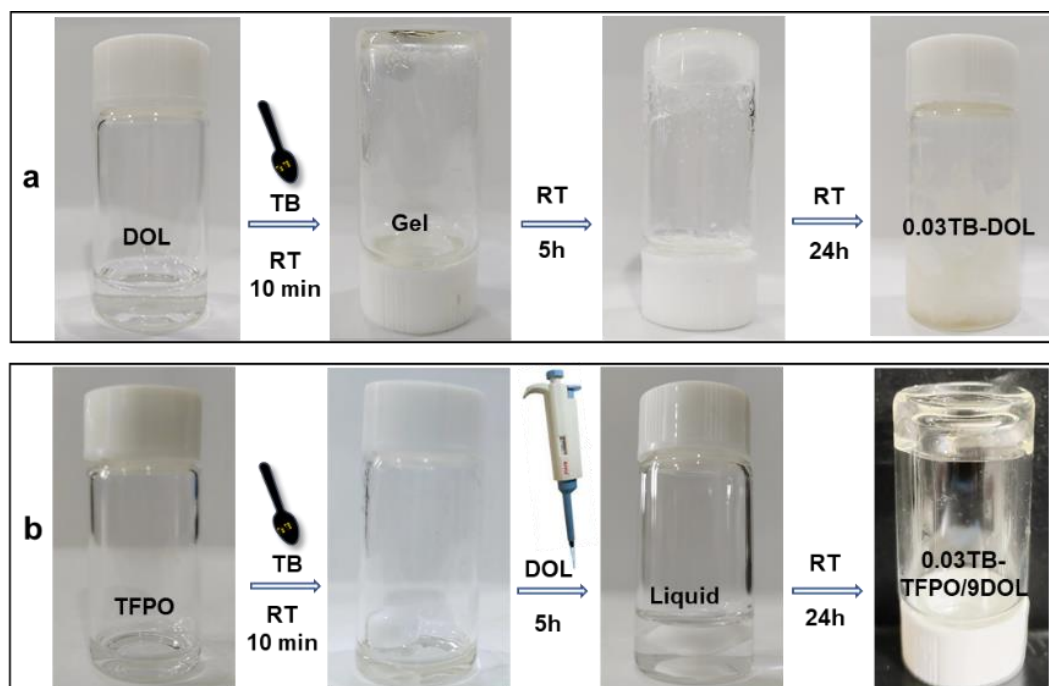 a
DOL
TB
RT
10 min
Gel
RT
5h
RT
24h
0.03TB-DOL
b
TFPO
TB
RT
10 min
DOL
5h
Liquid
RT
24h
0.03TB-
TFPO/9DOL